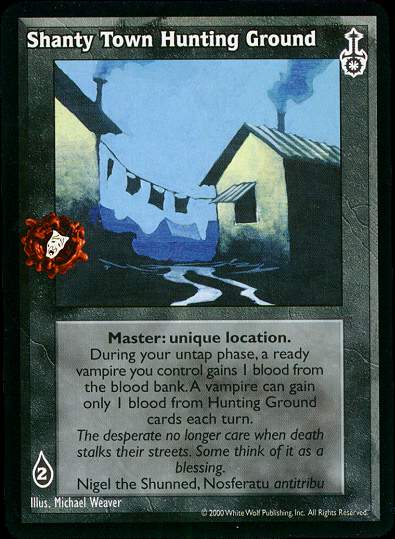 Shanty Town Hunting Ground
Master: unique location.
During your untap phase, a ready
vampire you control gains 1 blood from
the blood bank. A vampire can gain
only 1 blood from Hunting Ground
cards each turn.
The desperate no longer care when death
stalks their streets. Some think of it as a
blessing.
Nigel the Shunned, Nosferatu antitribu
2
Illus. Michael Weaver
© 2000 White Wolf Publishing, Inc. All Rights Reserved.